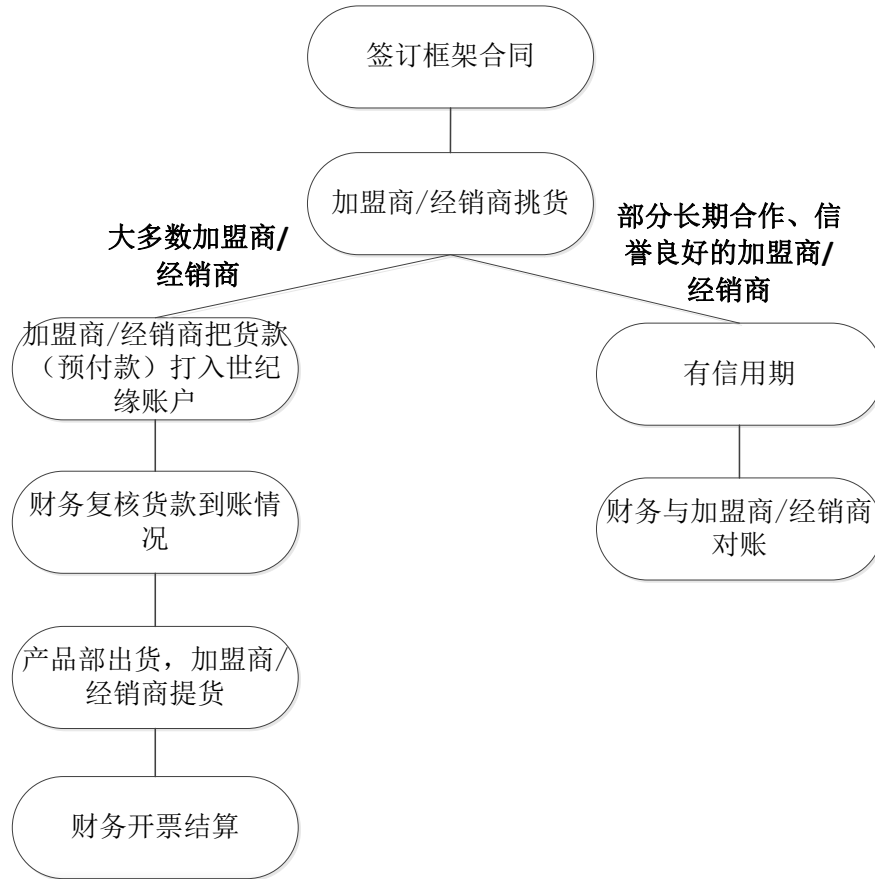 签订框架合同
加盟商/经销商挑货
大多数加盟商/
经销商
部分长期合作、信
誉良好的加盟商/
经销商
加盟商/经销商把货款
（预付款）打入世纪
缘账户
有信用期
财务复核货款到账情
况
财务与加盟商/经销商
对账
产品部出货，加盟商/
经销商提货
财务开票结算